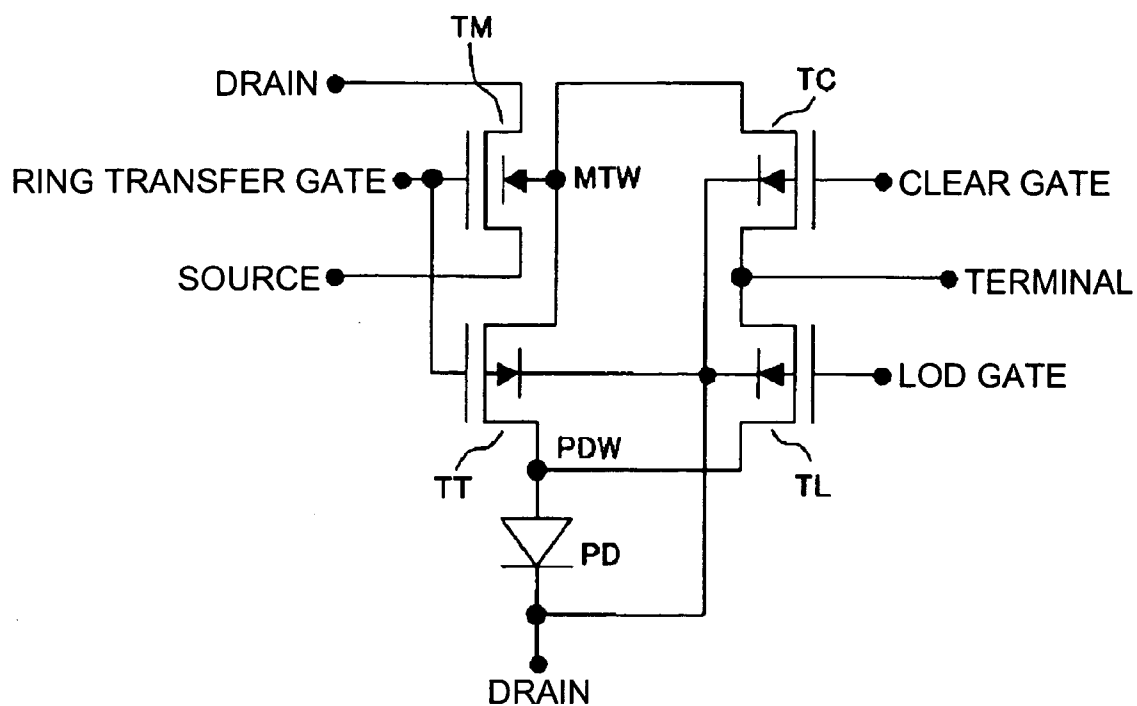 TM
DRAIN
TC
RING TRANSFER GATE
MTW
CLEAR GATE
SOURCE
TERMINAL
LOD GATE
PDW
TT
TL
PD
DRAIN